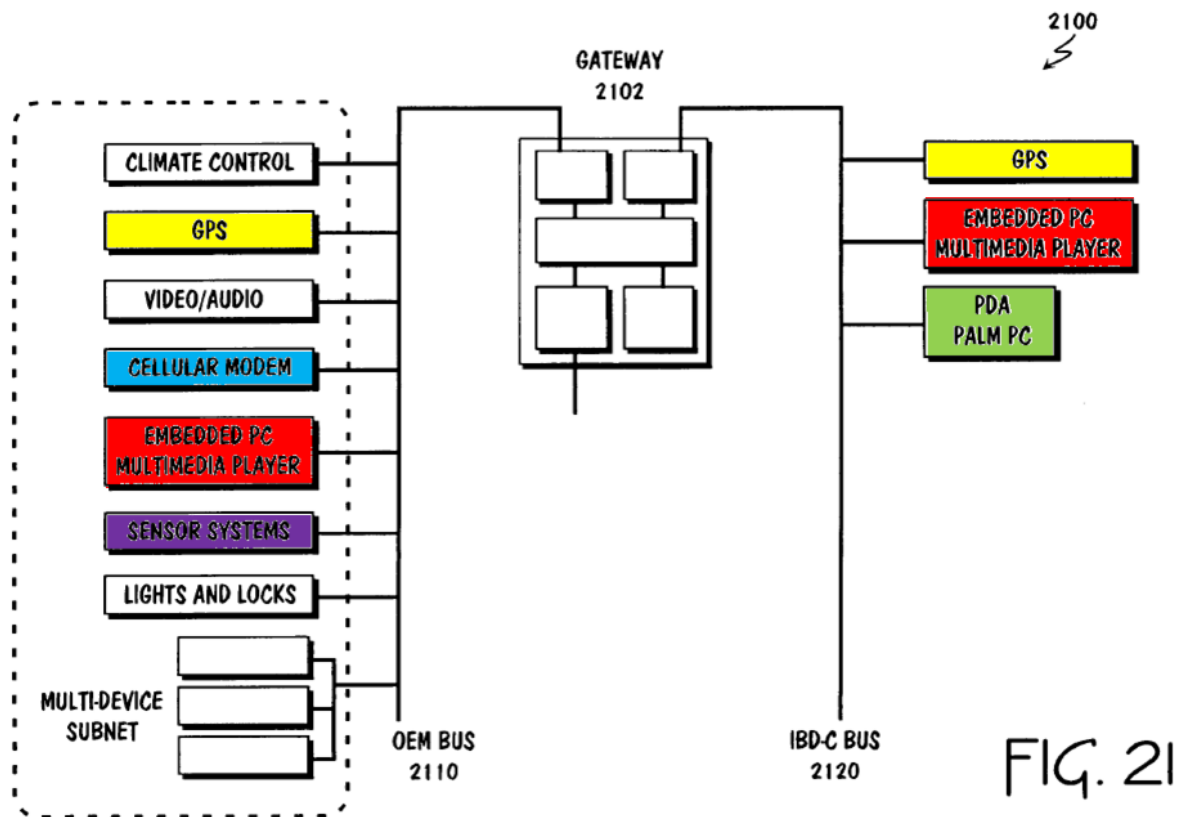 2100
GATEWAY
2102
CLIMATE CONTROL
GPS
VIDEO/AUDIO
CELLULAR MODEM
EMBEDDED PC
MULTIMEDIA PLAYER
SENSOR SYSTEMS
LIGHTS AND LOCKS
MULTI-DEVICE
SUBNET
OEM BUS
2110
GPS
EMBEDDED PC
MULTIMEDIA PLAYER
PDA
PALM PC
IBD-C BUS
2120
FIG. 21